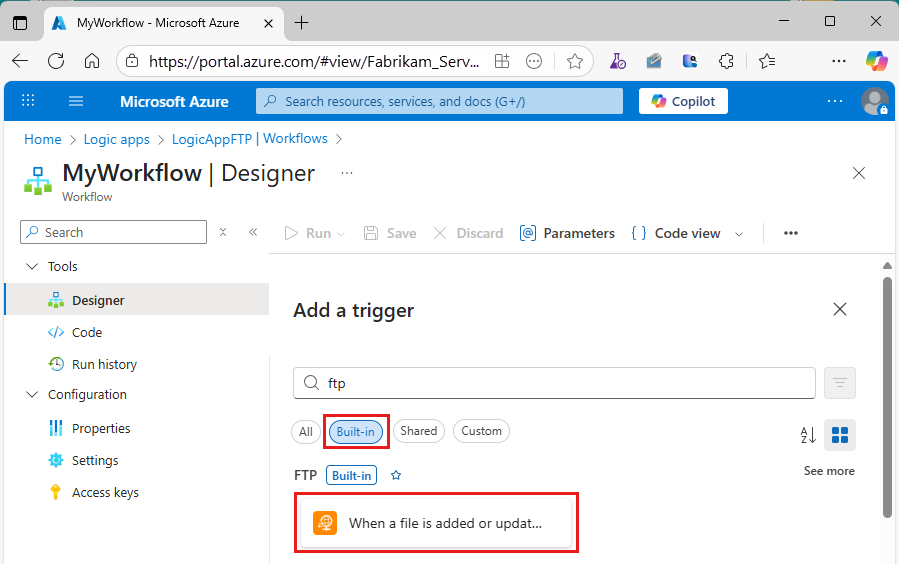 MyWorkflow - Microsoft Azure
https://portal.azure.com/#view/Fabrikam_Serv...
Microsoft Azure
Search resources, services, and docs (G+/)
Copilot
Home > Logic apps > LogicAppFTP | Workflows >
MyWorkflow | Designer ...
Workflow
Search
Run
Save
Discard
Parameters
Code view
Tools
Designer
Code
Run history
Configuration
Properties
Settings
Access keys
Add a trigger
ftp
All
Built-in
Shared
Custom
FTP Built-in
See more
When a file is added or updat...